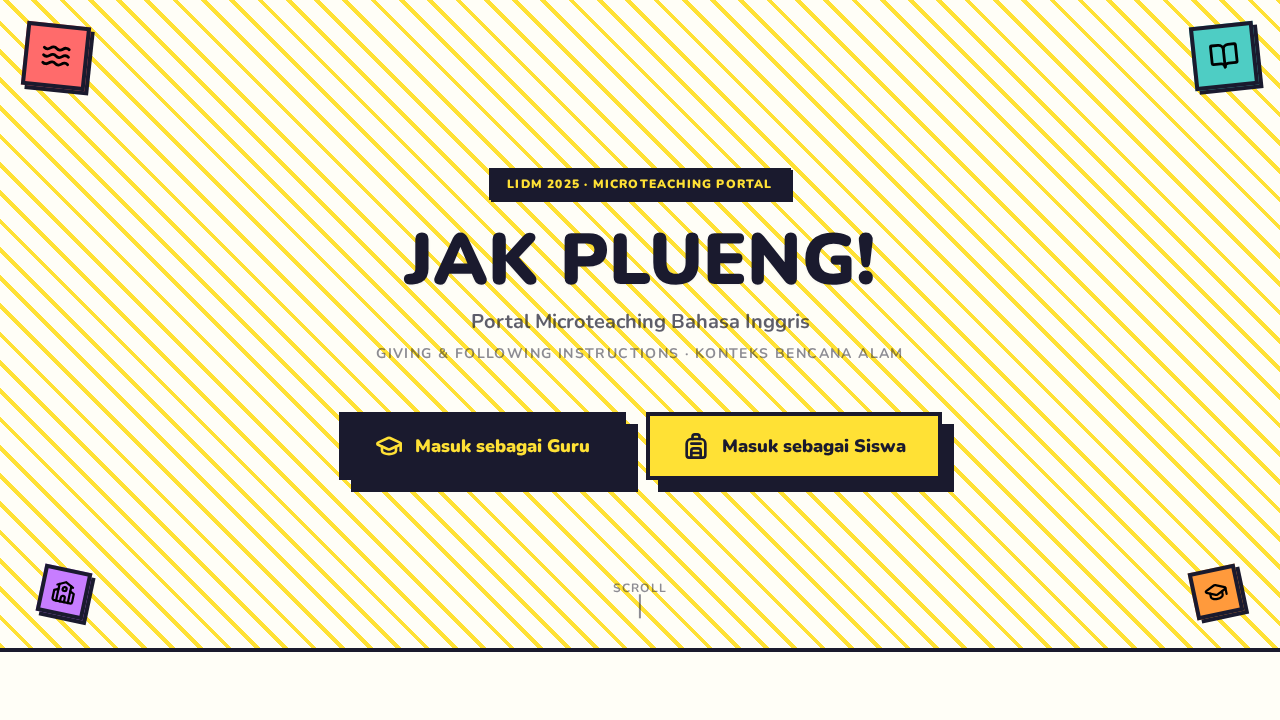 LIDM 2025 · MICROTEACHING PORTAL
JAK PLUENG!
Portal Microteaching Bahasa Inggris
GIVING & FOLLOWING INSTRUCTIONS · KONTEKS BENCANA ALAM
Masuk sebagai Guru
Masuk sebagai Siswa
SCROLL